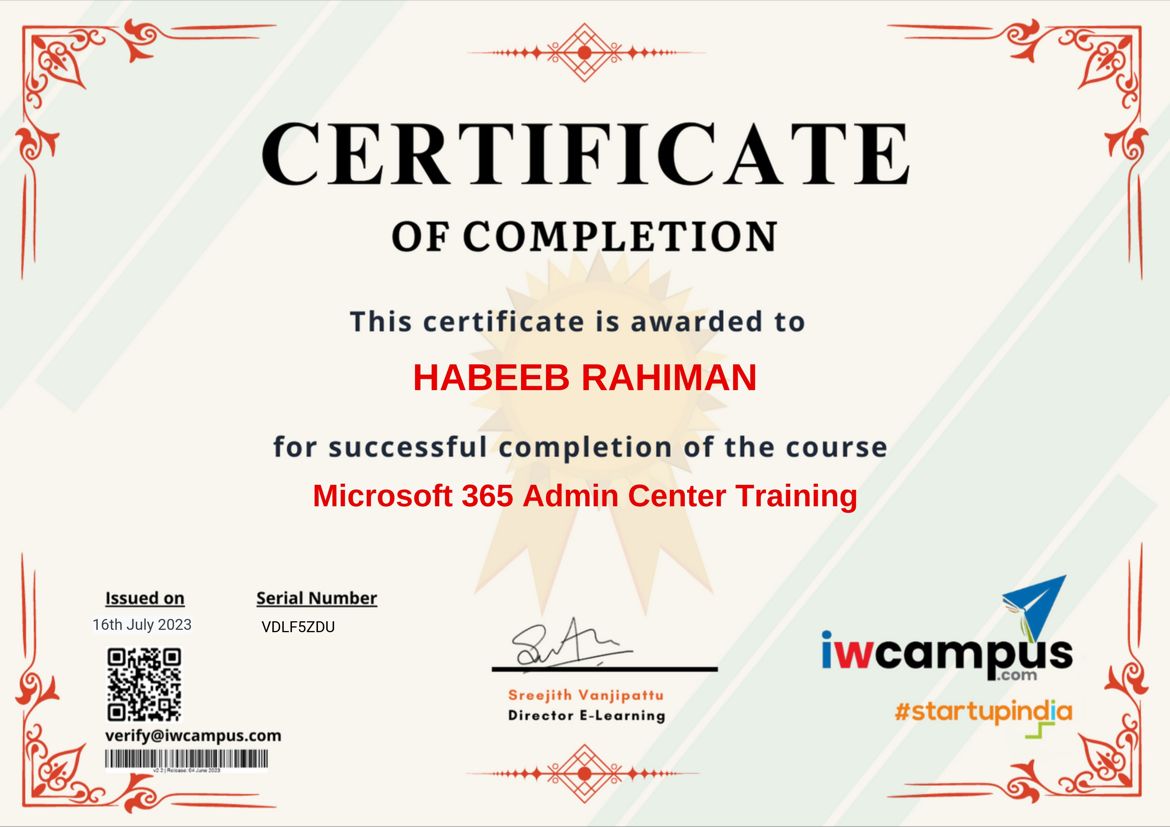 CERTIFICATE
OF COMPLETION
This certificate is awarded to
HABEEB RAHIMAN
for successful completion of the course
Microsoft 365 Admin Center Training
Issued on
16th July 2023
Serial Number
VDLF5ZDU
verify@iwcampus.com
v2.2 | Release: 04 June 2023
Sreejith Vanjipattu
Director E-Learning
iwcampus
.com
#startupindia